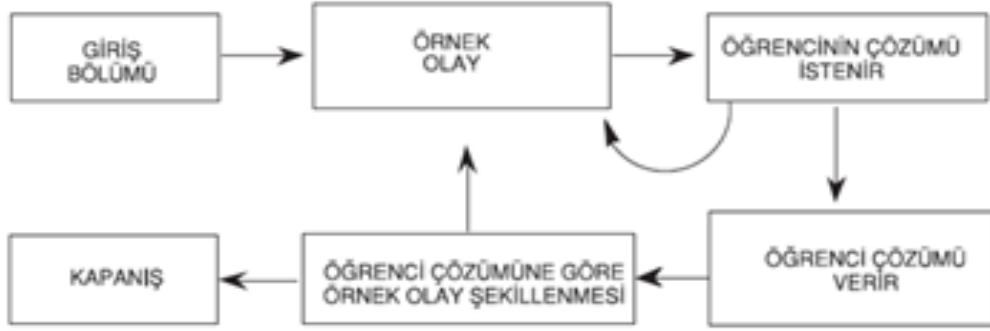 GİRİŞ
BÖLÜMÜ
ÖRNEK
OLAY
ÖĞRENCİNİN ÇÖZÜMÜ
İSTENİR
ÖĞRENCİ ÇÖZÜMÜ
VERİR
ÖĞRENCİ ÇÖZÜMÜNE GÖRE
ÖRNEK OLAY ŞEKİLLENMESİ
KAPANIŞ